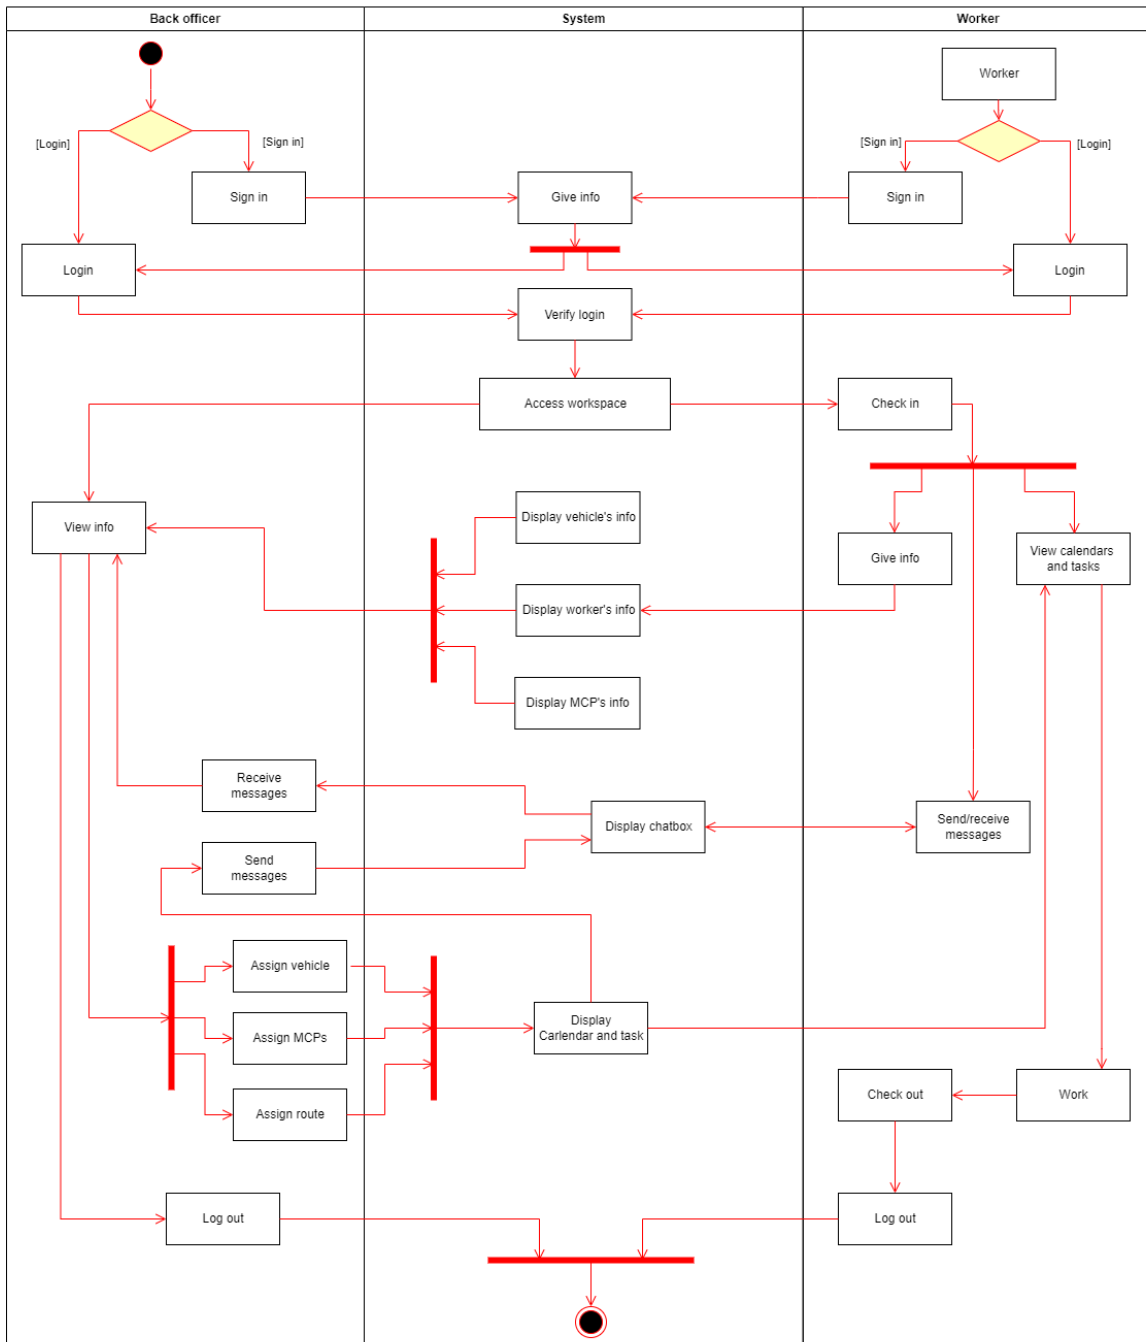 Back officer
System
Worker
Worker
[Login]
[Sign in]
[Sign in]
[Login]
Sign in
Give info
Sign in
Login
Login
Verify login
Access workspace
Check in
View info
Display vehicle's info
Give info
View calendars
and tasks
Display worker's info
Display MCP's info
Receive
messages
Display chatbox
Send/receive
messages
Send
messages
Assign vehicle
Assign MCPs
Display
Carlendar and task
Assign route
Check out
Work
Log out
Log out